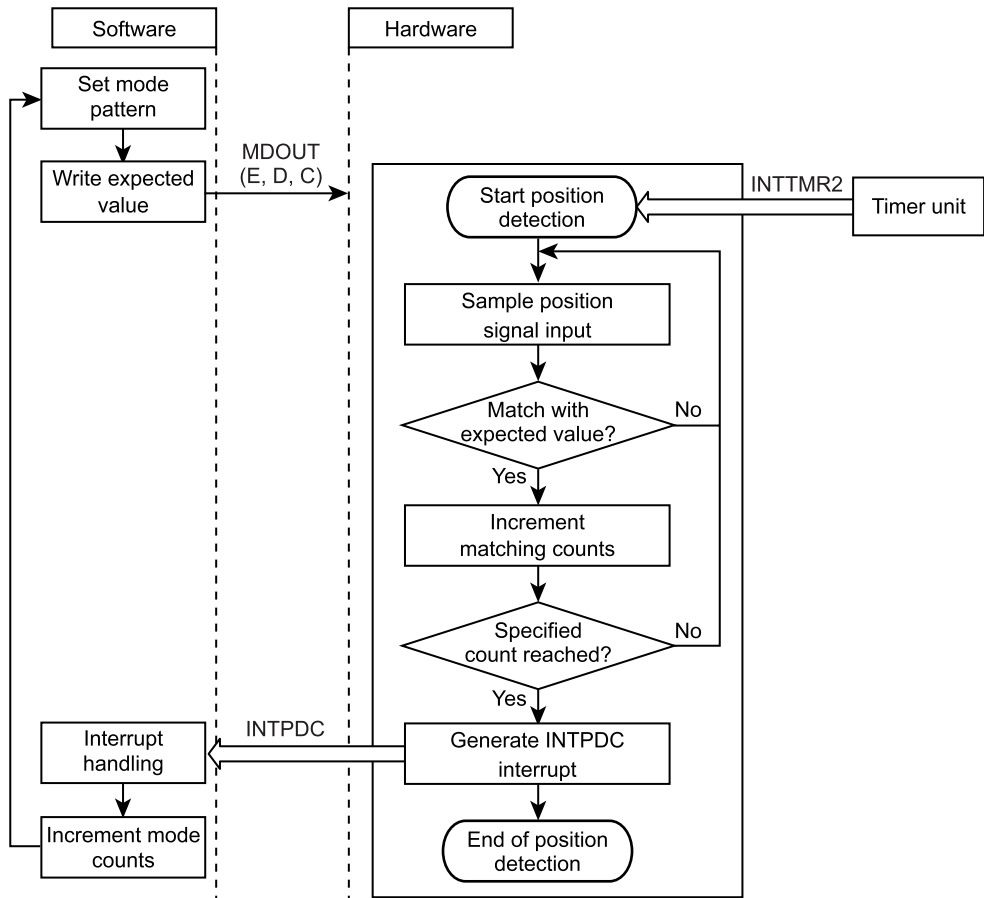 Software
Hardware
Set mode
pattern
Write expected
value
MDOUT
(E, D, C)
Start position
detection
INTTMR2
Timer unit
Sample position
signal input
Match with
expected value?
No
Yes
Increment
matching counts
Specified
count reached?
No
Yes
Generate INTPDC
interrupt
INTPDC
Interrupt
handling
Increment mode
counts
End of position
detection